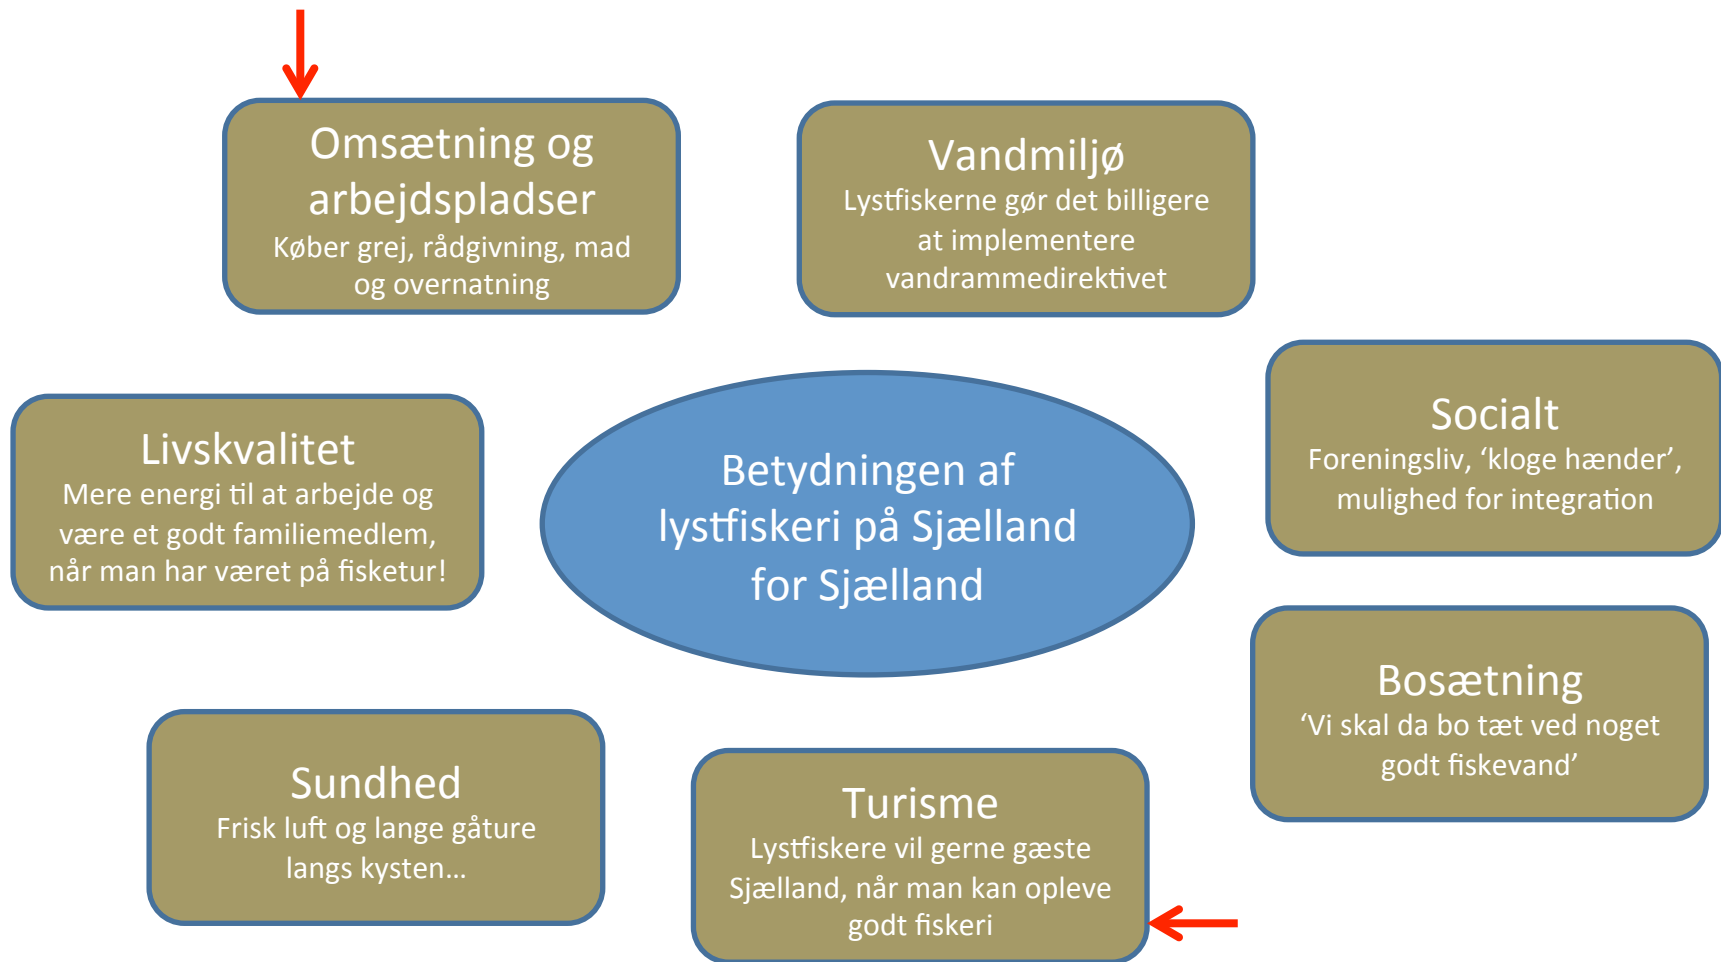 Omsætning og
arbejdspladser
Køber grej, rådgivning, mad
og overnatning
Vandmiljø
Lystfiskerne gør det billigere
at implementere
vandrammedirektivet
Livskvalitet
Mere energi til at arbejde og
være et godt familiemedlem,
når man har været på fisketur!
Betydningen af
lystfiskeri på Sjælland
for Sjælland
Socialt
Foreningsliv, ‘kloge hænder’,
mulighed for integration
Bosætning
‘Vi skal da bo tæt ved noget
godt fiskevand’
Sundhed
Frisk luft og lange gåture
langs kysten…
Turisme
Lystfiskere vil gerne gæste
Sjælland, når man kan opleve
godt fiskeri